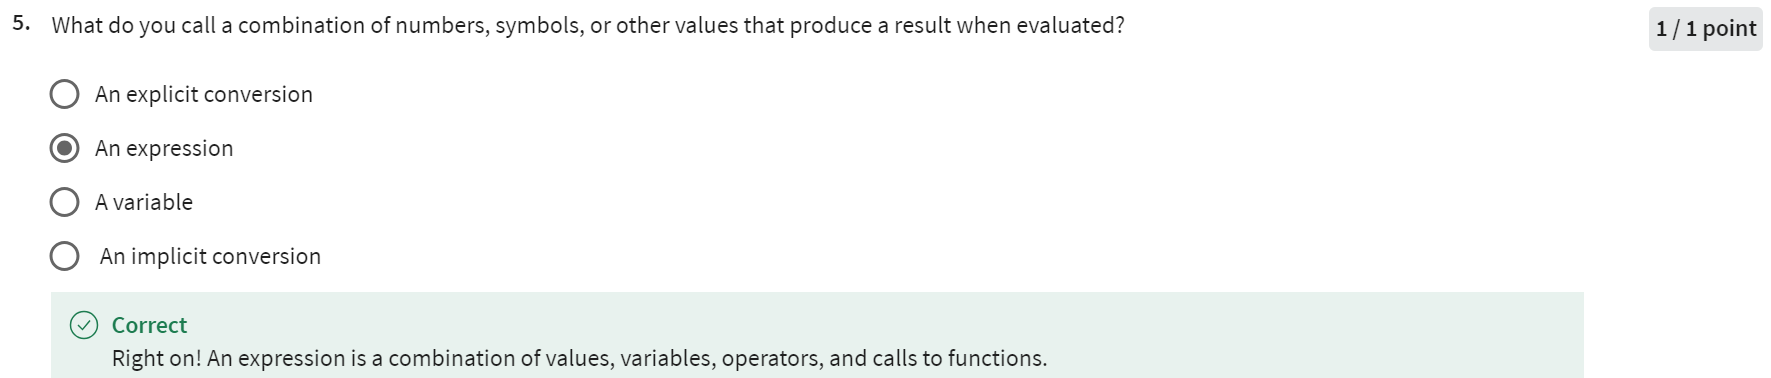 5. What do you call a combination of numbers, symbols, or other values that produce a result when evaluated?
1 / 1 point
An explicit conversion
An expression
A variable
An implicit conversion
Correct
Right on! An expression is a combination of values, variables, operators, and calls to functions.